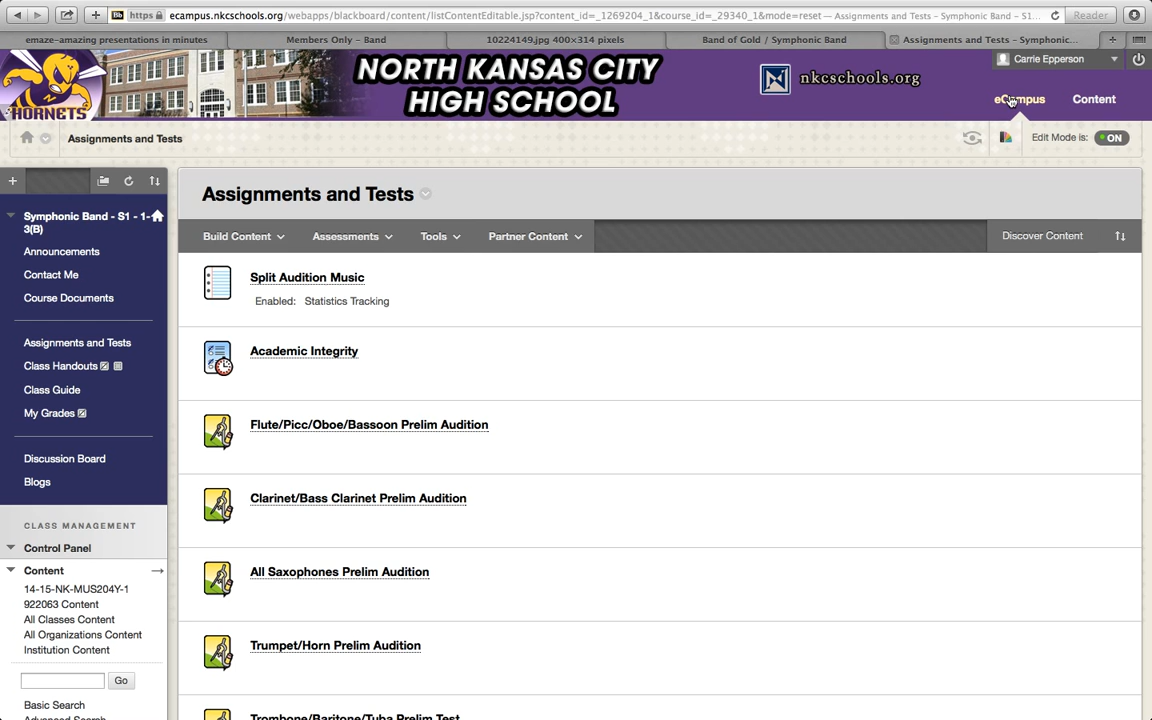 https ecampus.nkcschools.org/webapps/blackboard/content/listContentEditable.jsp?content_id=_1269204_1&course_id=_29340_1&mode=reset — Assignments and Tests – Symphonic Band – S1...
Reader
emaze-amazing presentations in minutes
Members Only – Band
10224149.jpg 400×314 pixels
Band of Gold / Symphonic Band
Assignments and Tests – Symphonic...
HORNETS
NORTH KANSAS CITY
HIGH SCHOOL
nkcschools.org
Carrie Epperson
eCampus
Content
Assignments and Tests
Edit Mode is:
ON
Symphonic Band - S1 - 1-
3(B)
Announcements
Contact Me
Course Documents
Assignments and Tests
Class Handouts
Class Guide
My Grades
Discussion Board
Blogs
CLASS MANAGEMENT
Control Panel
Content
14-15-NK-MUS204Y-1
922063 Content
All Classes Content
All Organizations Content
Institution Content
Go
Basic Search
Advanced Search
Assignments and Tests
Build Content
Assessments
Tools
Partner Content
Discover Content
Split Audition Music
Enabled: Statistics Tracking
Academic Integrity
Flute/Picc/Oboe/Bassoon Prelim Audition
Clarinet/Bass Clarinet Prelim Audition
All Saxophones Prelim Audition
Trumpet/Horn Prelim Audition
Trombone/Baritone/Tuba Prelim Test